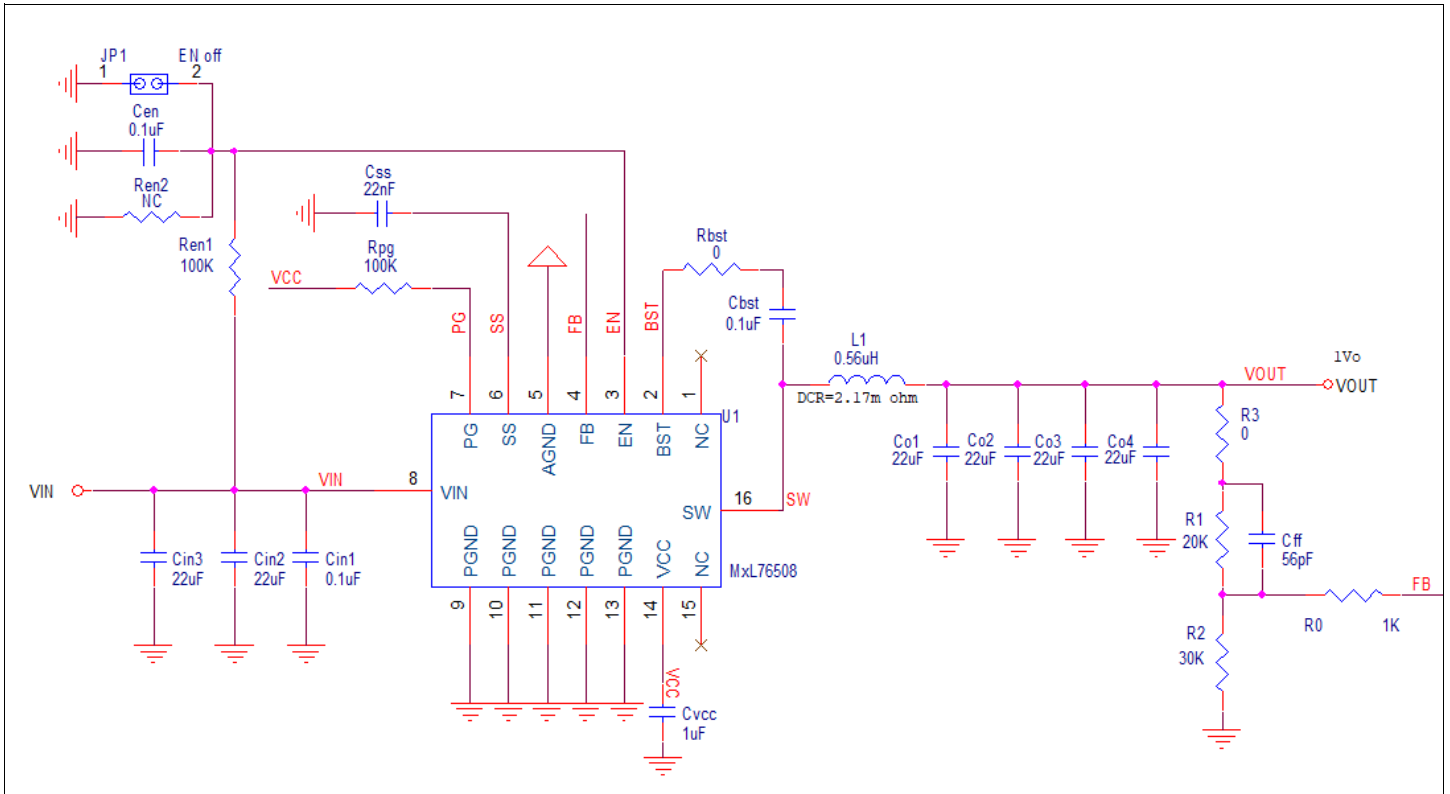 JP1
EN off
1
2
Cen
0.1uF
Ren2
NC
Css
22nF
Ren1
100K
Rpg
100K
VCC
Rbst
0
Cbst
0.1uF
PG
SS
FB
EN
BST
L1
0.56uH
DCR=2.17m ohm
1Vo
VOUT
VOUT
R3
0
7
6
5
4
3
2
1
U1
PG
SS
AGND
FB
EN
BST
NC
Co1
22uF
Co2
22uF
Co3
22uF
Co4
22uF
VIN
VIN
8
VIN
16
SW
SW
R1
20K
Cff
56pF
Cin3
22uF
Cin2
22uF
Cin1
0.1uF
PGND
PGND
PGND
PGND
PGND
VCC
NC
MxL76508
FB
R0
1K
9
10
11
12
13
14
15
R2
30K
VCC
Cvcc
1uF